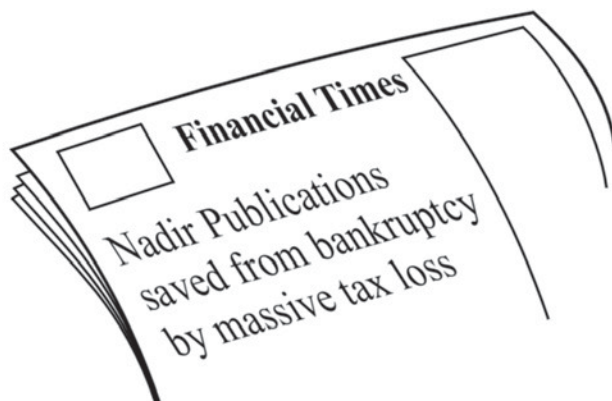 Financial Times
Nadir Publications
saved from bankruptcy
by massive tax loss